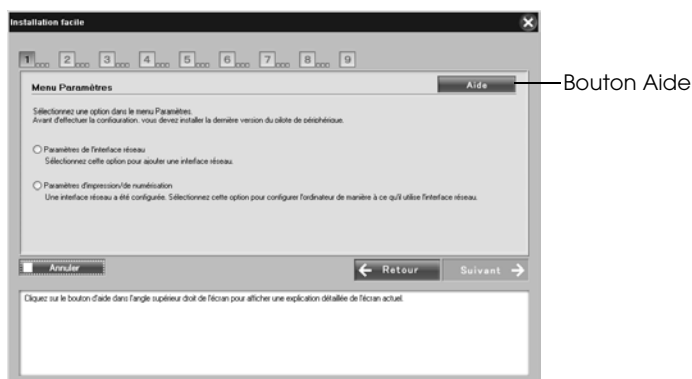 Installation facile
1 2 3 4 5 6 7 8 9
Menu Paramètres
Aide
Bouton Aide
Sélectionnez une option dans le menu Paramètres.
Avant d'effectuer la configuration, vous devez installer la dernière version du pilote de périphérique.
Paramètres de l'interface réseau
Sélectionnez cette option pour ajouter une interface réseau.
Paramètres d'impression/de numérisation
Une interface réseau a été configurée. Sélectionnez cette option pour configurer l'ordinateur de manière à ce qu'il utilise l'interface réseau.
Annuler
Retour
Suivant
Cliquez sur le bouton d'aide dans l'angle supérieur droit de l'écran pour afficher une explication détaillée de l'écran actuel.